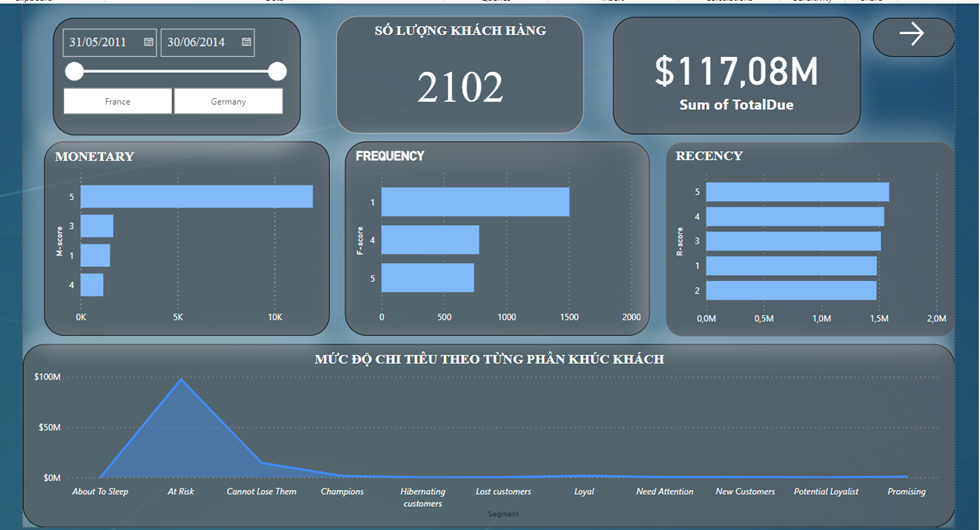 31/05/2011 30/06/2014
France Germany
SỐ LƯỢNG KHÁCH HÀNG
2102
$117,08M
Sum of TotalDue
MONETARY
M-score
5
3
1
4
0K 5K 10K
FREQUENCY
F-score
1
4
5
0 500 1000 1500 2000
RECENCY
R-score
5
4
3
1
2
0,0M 0,5M 1,0M 1,5M 2,0M
MỨC ĐỘ CHI TIÊU THEO TỪNG PHÂN KHÚC KHÁCH
$100M
$50M
$0M
About To Sleep At Risk Cannot Lose Them Champions Hibernating customers Lost customers Loyal Need Attention New Customers Potential Loyalist Promising
Segment